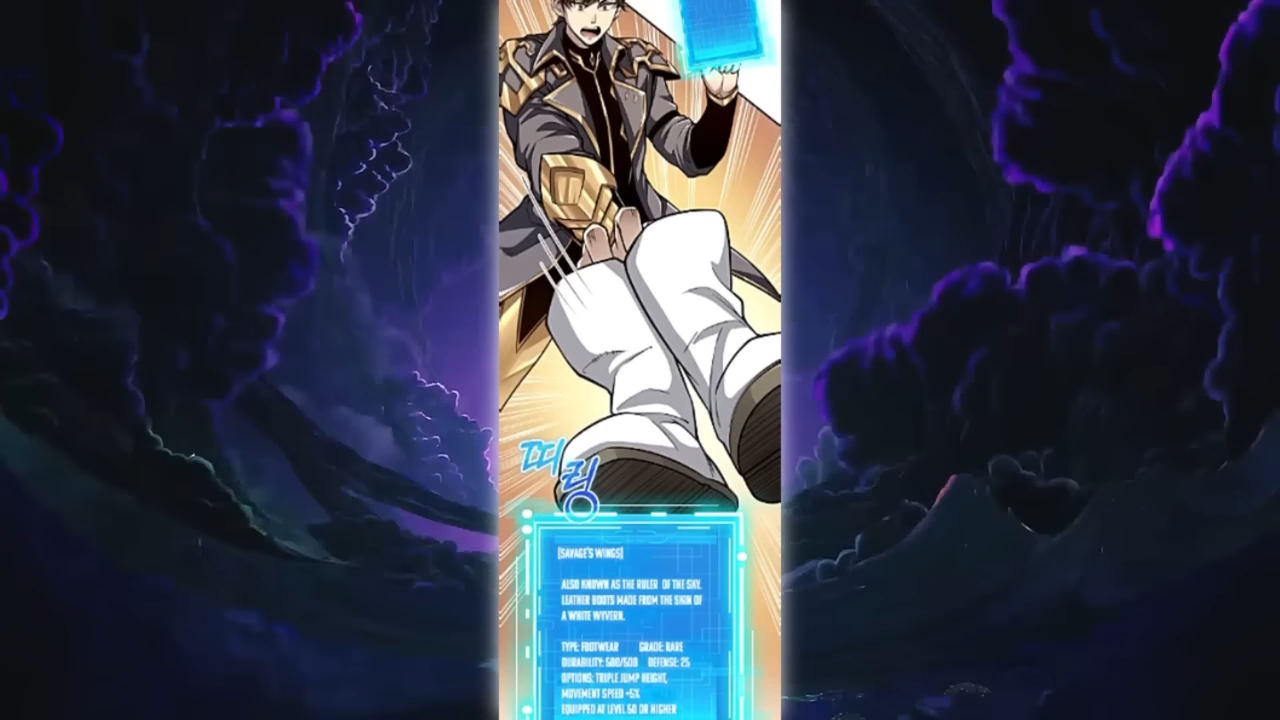 띠
링
[SAVAGE'S WINGS]
ALSO KNOWN AS THE RULER OF THE SKY.
LEATHER BOOTS MADE FROM THE SKIN OF
A WHITE WYVERN.
TYPE: FOOTWEAR GRADE: RARE
DURABILITY: 500/500 DEFENSE: 25
OPTIONS: TRIPLE JUMP HEIGHT,
MOVEMENT SPEED +5%
EQUIPPED AT LEVEL 50 OR HIGHER